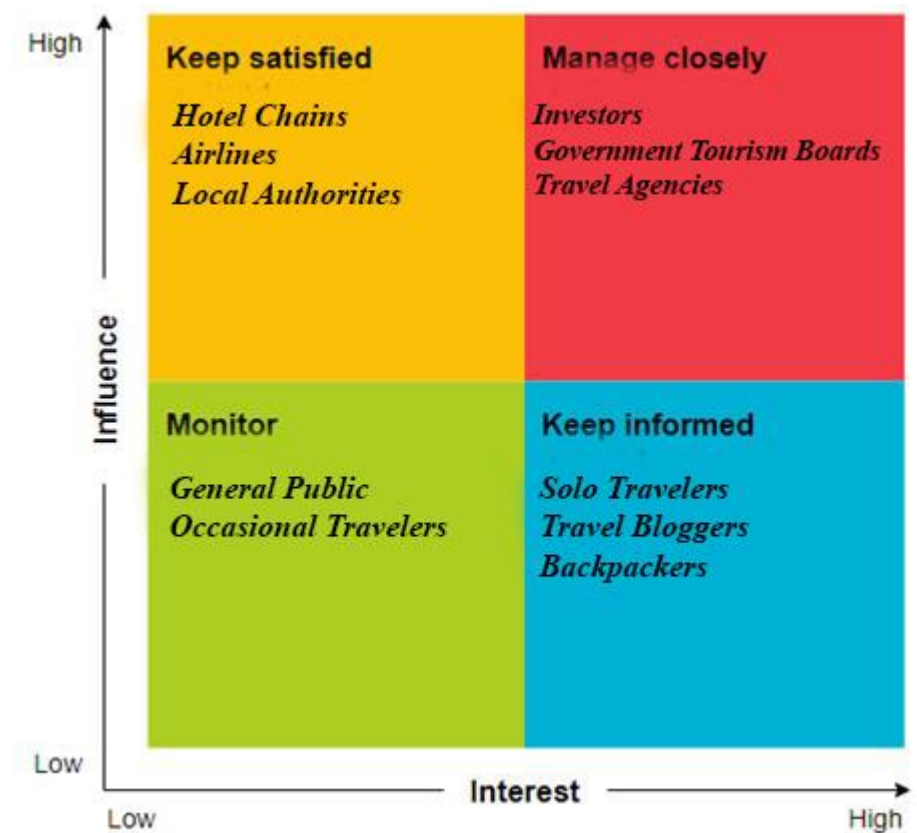 High
Keep satisfied
Hotel Chains
Airlines
Local Authorities
Manage closely
Investors
Government Tourism Boards
Travel Agencies
Influence
Monitor
General Public
Occasional Travelers
Keep informed
Solo Travelers
Travel Bloggers
Backpackers
Low
Low
Interest
High